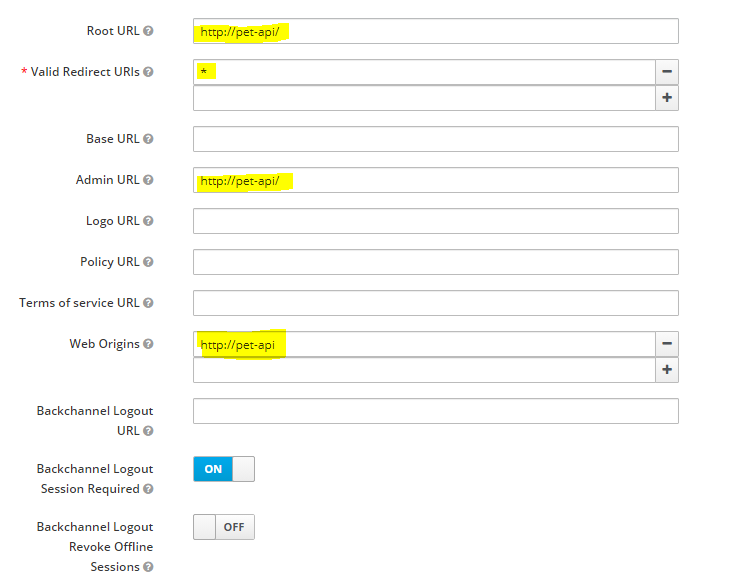 Root URL
http://pet-api/
* Valid Redirect URIs
*
Base URL
Admin URL
http://pet-api/
Logo URL
Policy URL
Terms of service URL
Web Origins
http://pet-api
Backchannel Logout
URL
Backchannel Logout
Session Required
ON
Backchannel Logout
Revoke Offline
Sessions
OFF